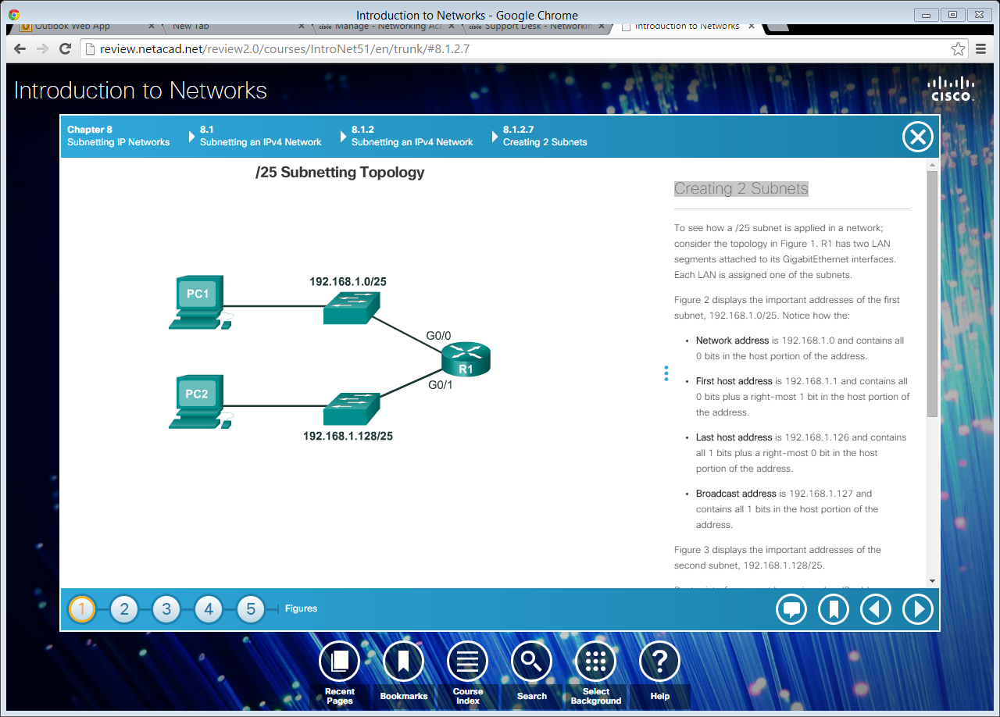 Introduction to Networks - Google Chrome
Outlook Web App
New Tab
Manage - Networking Aca
Support Desk - Networkin
Introduction to Networks
review.netacad.net/review2.0/courses/IntroNet51/en/trunk/#8.1.2.7
Introduction to Networks
CISCO
Chapter 8
Subnetting IP Networks
8.1
Subnetting an IPv4 Network
8.1.2
Subnetting an IPv4 Network
8.1.2.7
Creating 2 Subnets
/25 Subnetting Topology
192.168.1.0/25
PC1
G0/0
R1
G0/1
PC2
192.168.1.128/25
Creating 2 Subnets
To see how a /25 subnet is applied in a network;
consider the topology in Figure 1. R1 has two LAN
segments attached to its GigabitEthernet interfaces.
Each LAN is assigned one of the subnets.
Figure 2 displays the important addresses of the first
subnet, 192.168.1.0/25. Notice how the:
• Network address is 192.168.1.0 and contains all
0 bits in the host portion of the address.
• First host address is 192.168.1.1 and contains all
0 bits plus a right-most 1 bit in the host portion of
the address.
• Last host address is 192.168.1.126 and contains
all 1 bits plus a right-most 0 bit in the host
portion of the address.
• Broadcast address is 192.168.1.127 and
contains all 1 bits in the host portion of the
address.
Figure 3 displays the important addresses of the
second subnet, 192.168.1.128/25.
1 2 3 4 5 Figures
Recent
Pages
Bookmarks
Course
Index
Search
Select
Background
Help